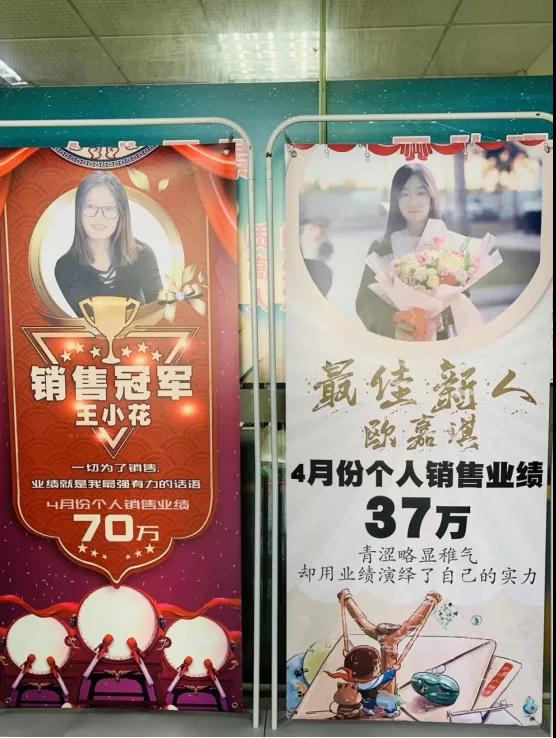 销售冠军
王小花
一切为了销售,
业绩就是我最强有力的话语
4月份个人销售业绩
70万
最佳新人
欧嘉淇
4月份个人销售业绩
37万
青涩略显稚气
却用业绩演绎了自己的实力